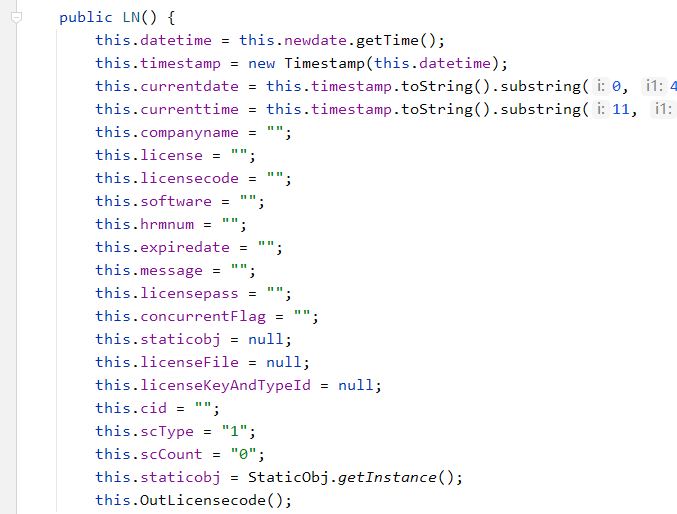 public LN() {
this.datetime = this.newdate.getTime();
this.timestamp = new Timestamp(this.datetime);
this.currentdate = this.timestamp.toString().substring( i: 0, i1: 4
this.currenttime = this.timestamp.toString().substring( i: 11, i1:
this.companyname = "";
this.license = "";
this.licensecode = "";
this.software = "";
this.hrmnum = "";
this.expiredate = "";
this.message = "";
this.licensepass = "";
this.concurrentFlag = "";
this.staticobj = null;
this.licenseFile = null;
this.licenseKeyAndTypeId = null;
this.cid = "";
this.scType = "1";
this.scCount = "0";
this.staticobj = StaticObj.getInstance();
this.OutLicensecode();